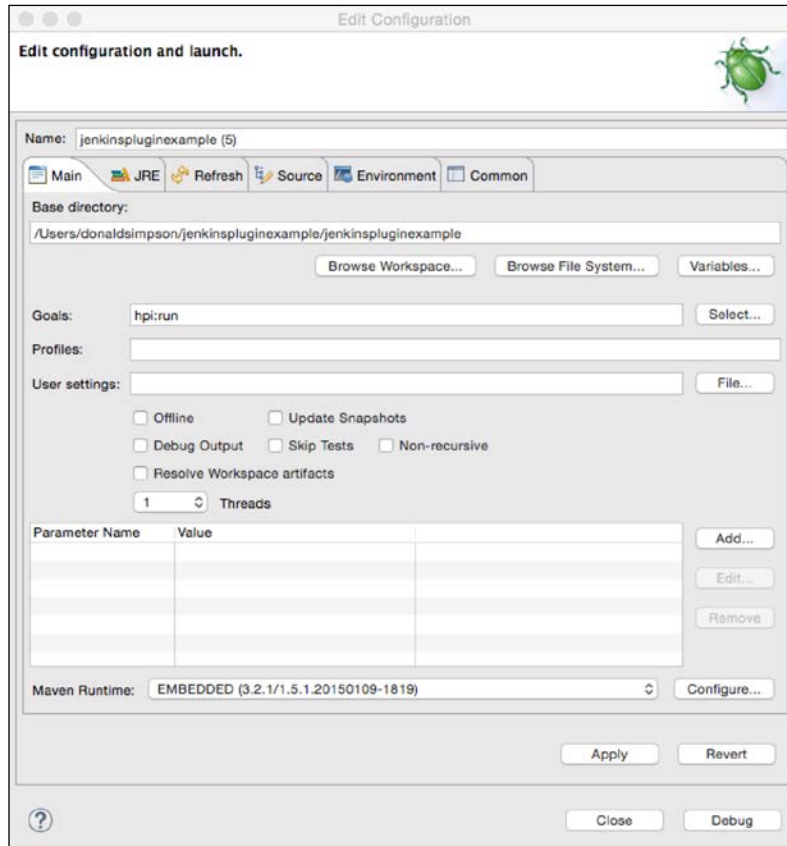 Edit Configuration
Edit configuration and launch.
Name: jenkinspluginexample (5)
Main JRE Refresh Source Environment Common
Base directory:
/Users/donaldsimpson/jenkinspluginexample/jenkinspluginexample
Browse Workspace... Browse File System... Variables...
Goals: hpi:run Select...
Profiles:
User settings: File...
Offline Update Snapshots
Debug Output Skip Tests Non-recursive
Resolve Workspace artifacts
1 Threads
Parameter Name Value
Add...
Edit...
Remove
Maven Runtime: EMBEDDED (3.2.1/1.5.1.20150109-1819) Configure...
Apply Revert
? Close Debug